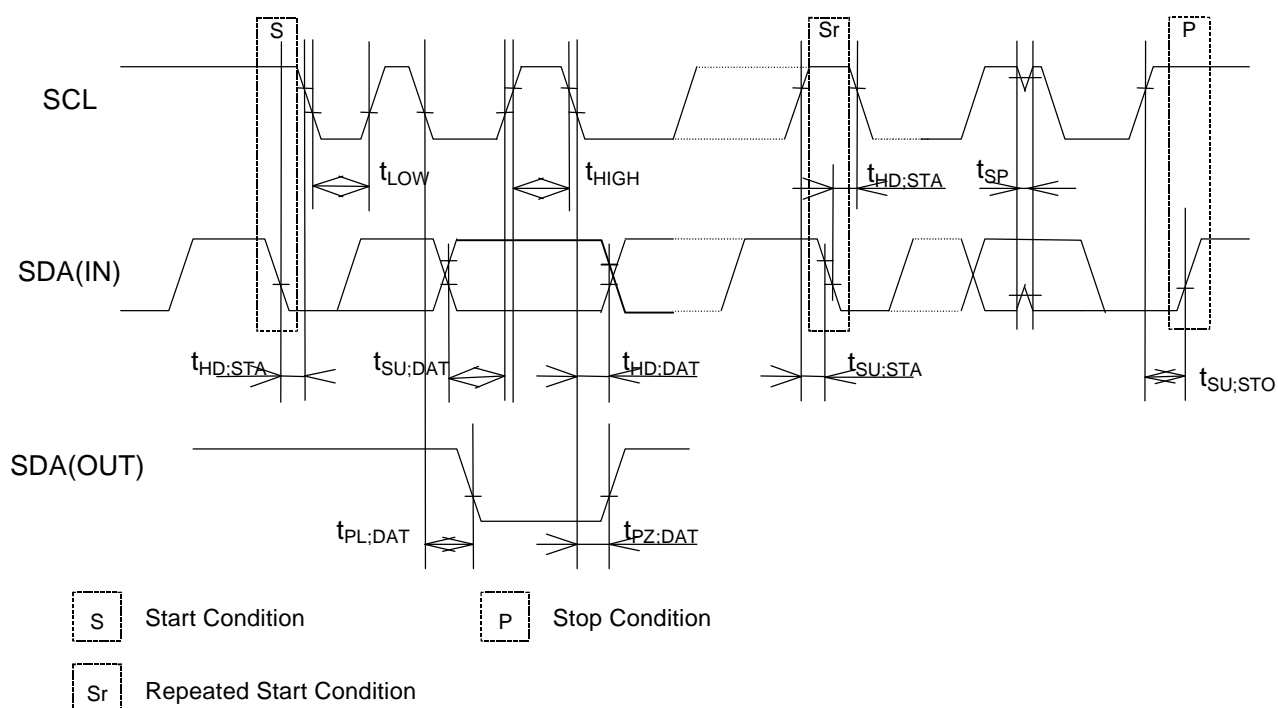 S Sr P
SCL
tLOW tHIGH tHD;STA tSP
SDA(IN)
tHD;STA tSU;DAT tHD;DAT tSU;STA tSU;STO
SDA(OUT)
tPL;DAT tPZ;DAT
S Start Condition P Stop Condition
Sr Repeated Start Condition